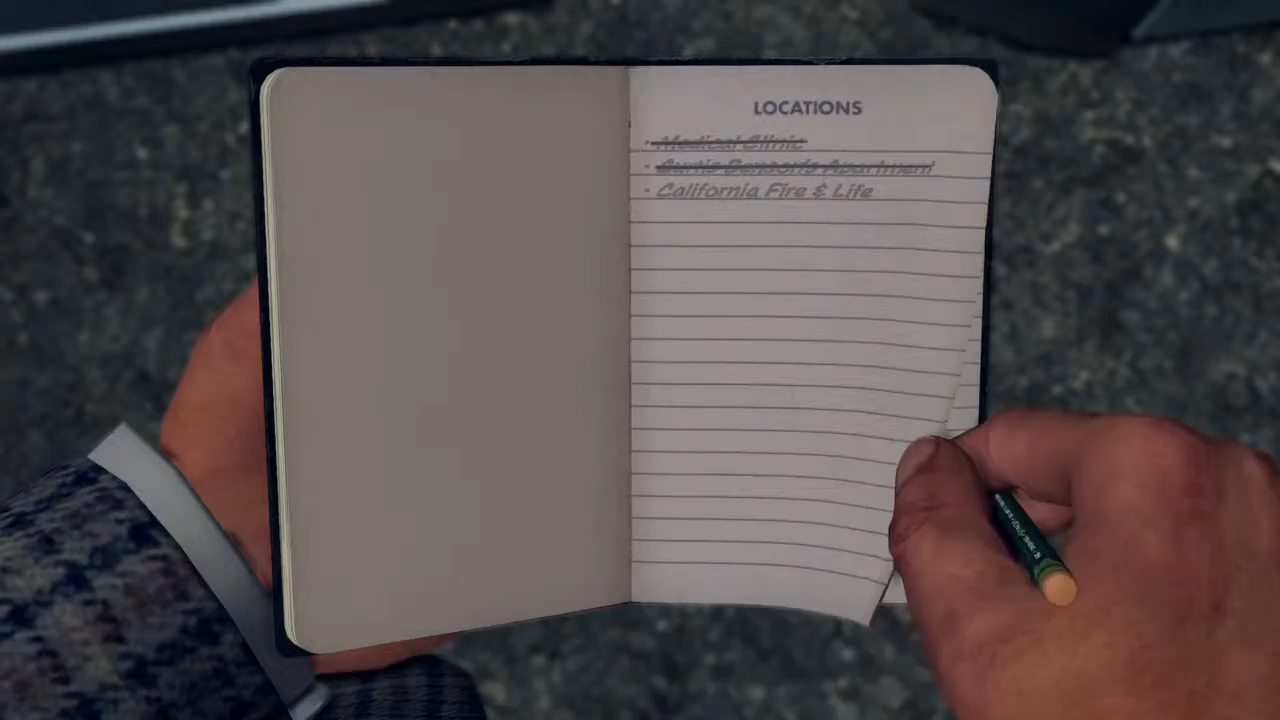 LOCATIONS
· Medical Clinic
· Curtis Benson's Apartment
· California Fire & Life